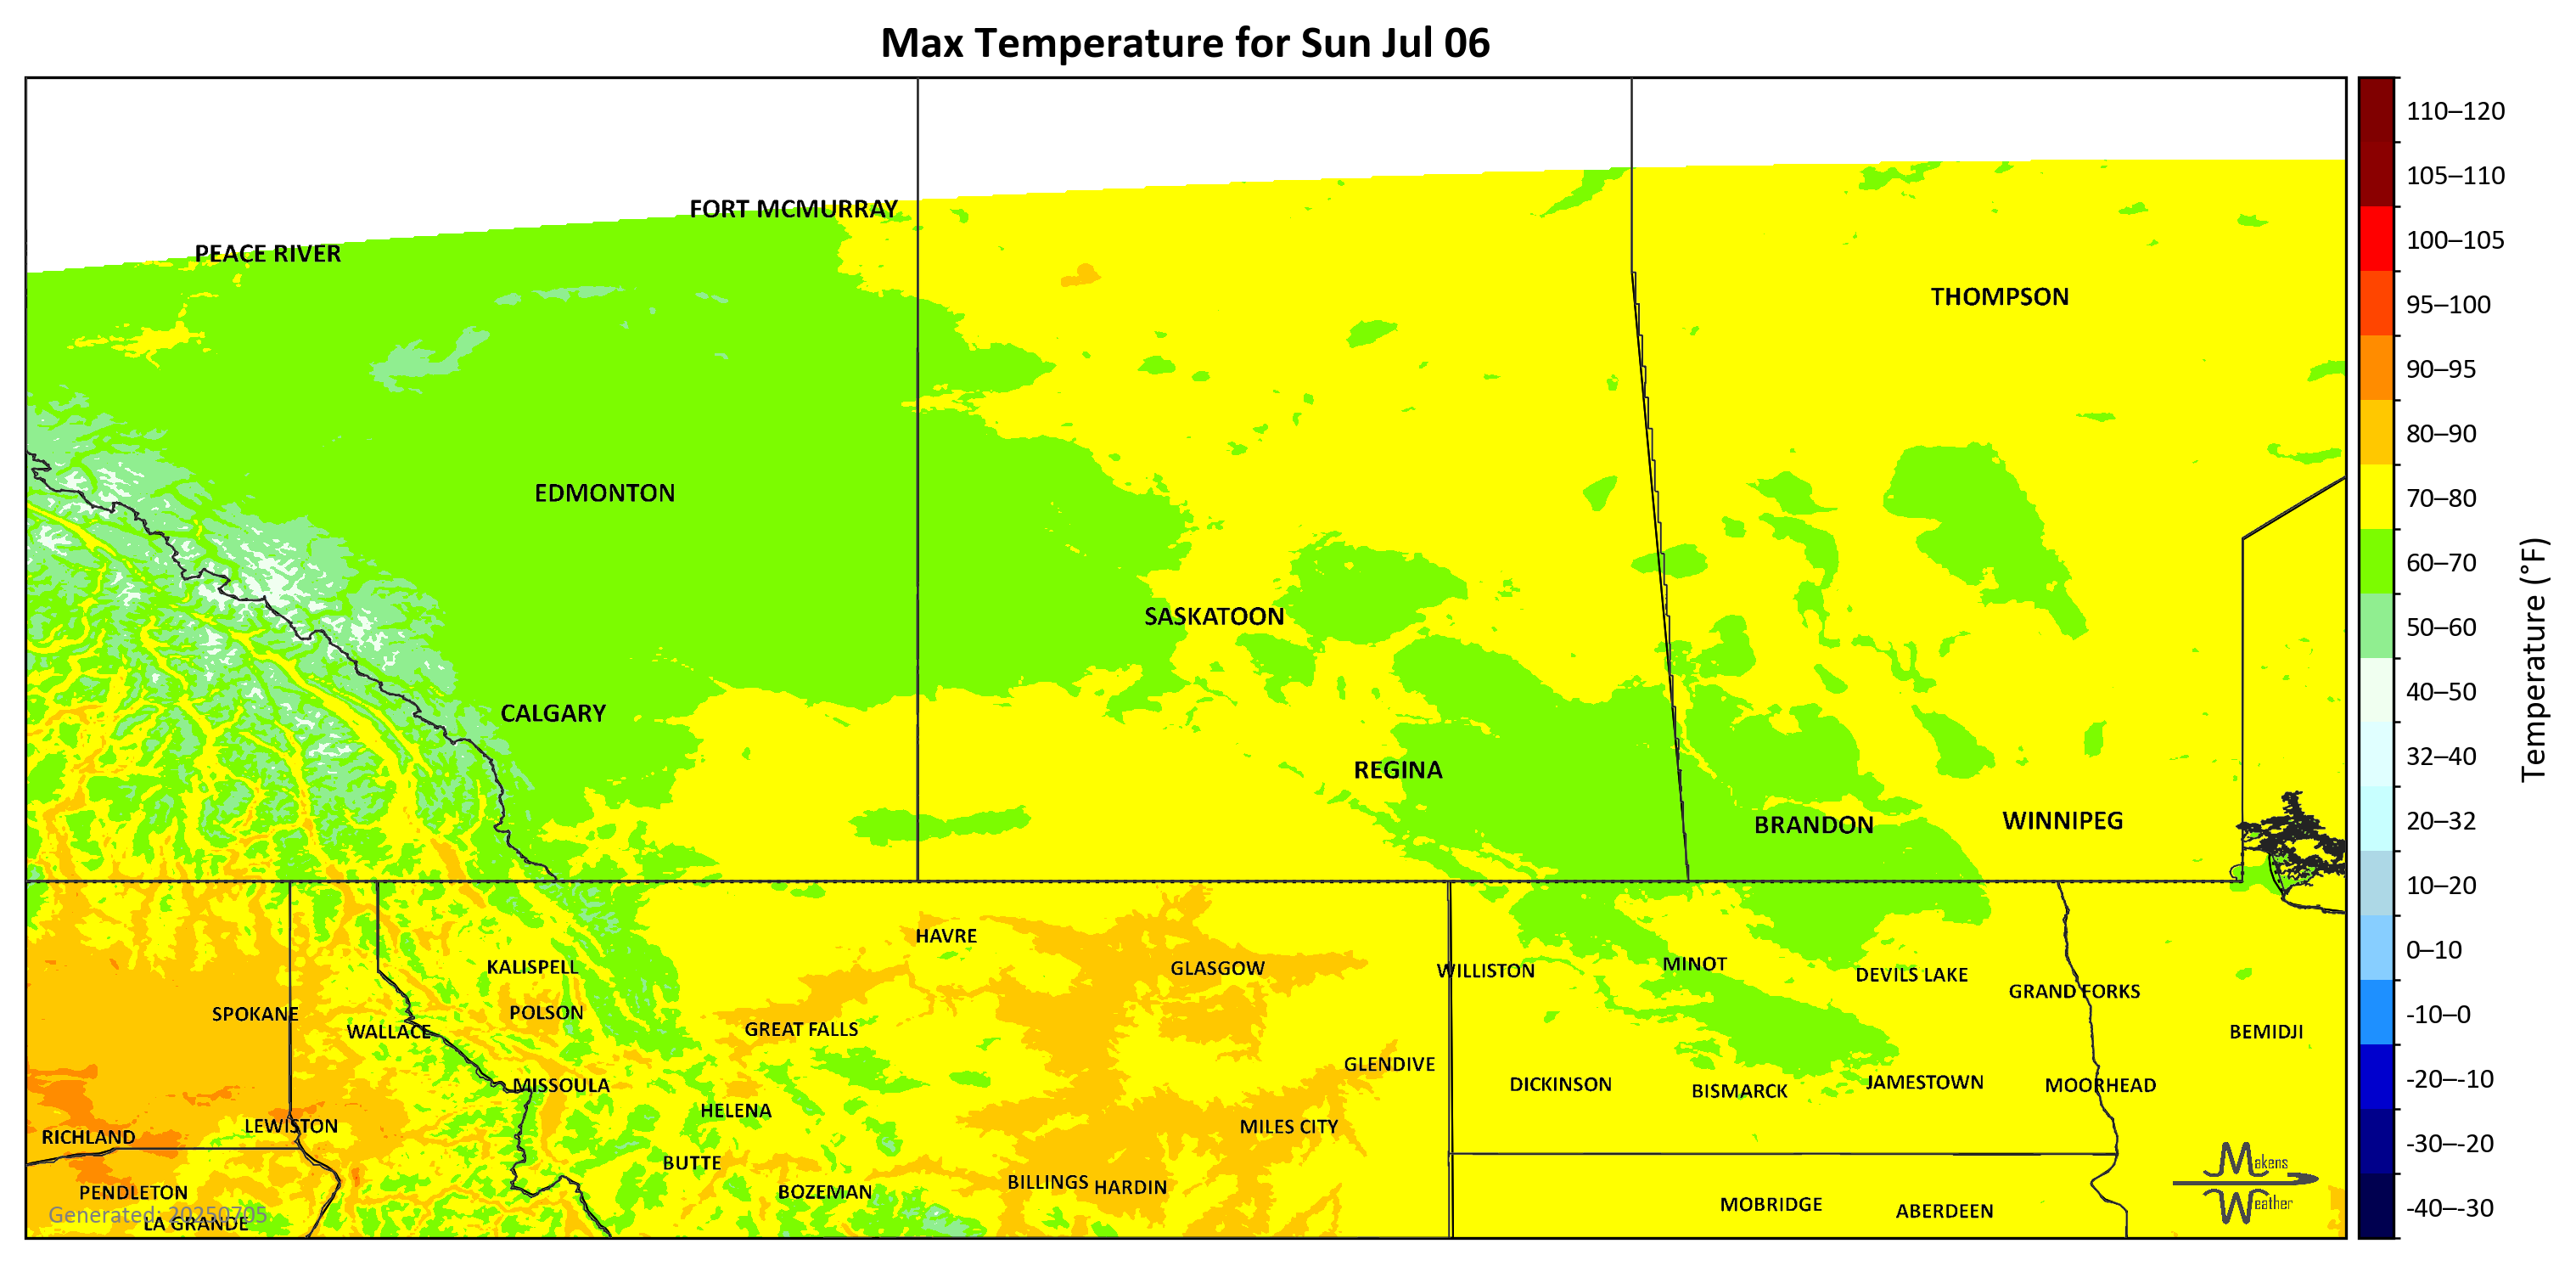 Max Temperature for Sun Jul 06
110–120
105–110
FORT MCMURRAY
100–105
PEACE RIVER
THOMPSON
95–100
90–95
80–90
EDMONTON
70–80
60–70
SASKATOON
50–60
Temperature (°F)
CALGARY
40–50
REGINA
32–40
BRANDON
WINNIPEG
20–32
10–20
HAVRE
0–10
KALISPELL
GLASGOW
WILLISTON
MINOT
DEVILS LAKE
GRAND FORKS
SPOKANE
POLSON
-10–0
WALLACE
GREAT FALLS
BEMIDJI
GLENDIVE
MISSOULA
DICKINSON
BISMARCK
JAMESTOWN
MOORHEAD
-20–-10
HELENA
LEWISTON
MILES CITY
RICHLAND
-30–-20
BUTTE
Makens
PENDLETON
BOZEMAN
BILLINGS
HARDIN
Weather
MOBRIDGE
ABERDEEN
-40–-30
Generated: 20250705
LA GRANDE